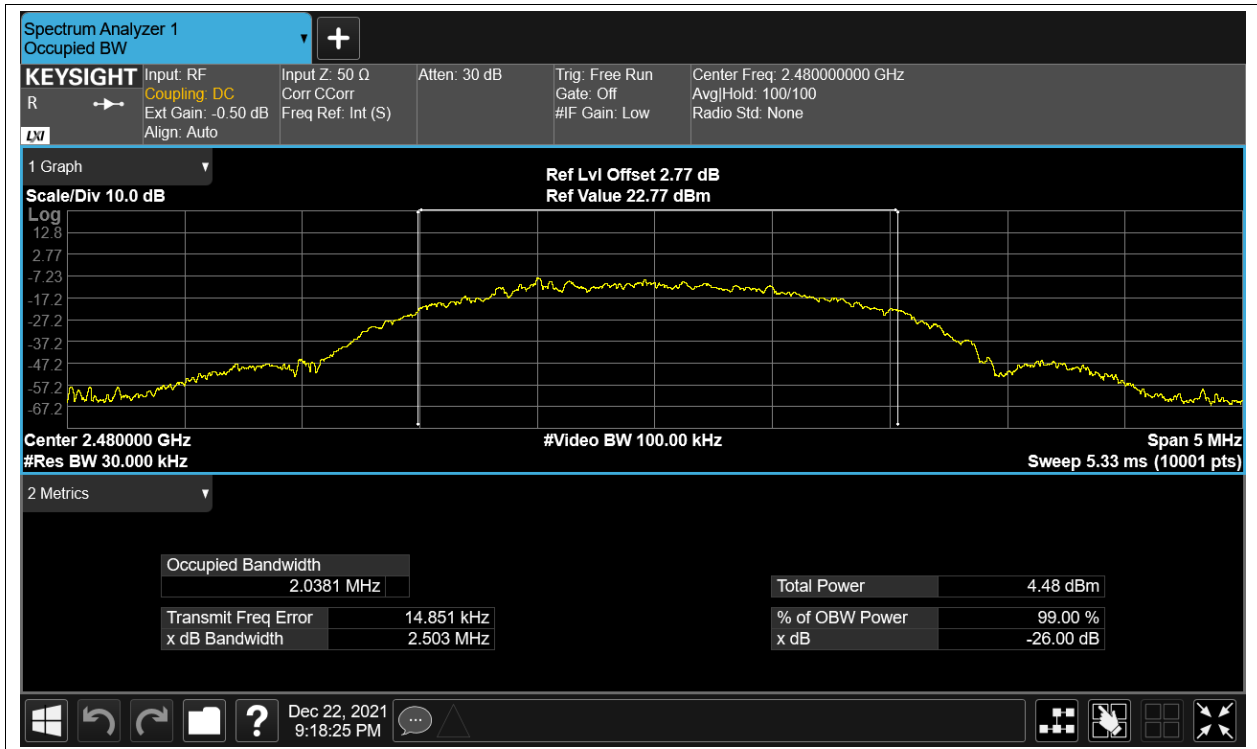 Spectrum Analyzer 1
Occupied BW
KEYSIGHT
R
LXI
Input: RF
Coupling: DC
Ext Gain: -0.50 dB
Align: Auto
Input Z: 50 Ω
Corr CCorr
Freq Ref: Int (S)
Atten: 30 dB
Trig: Free Run
Gate: Off
#IF Gain: Low
Center Freq: 2.480000000 GHz
Avg|Hold: 100/100
Radio Std: None
1 Graph
Scale/Div 10.0 dB
Ref Lvl Offset 2.77 dB
Ref Value 22.77 dBm
Log
12.8
2.77
-7.23
-17.2
-27.2
-37.2
-47.2
-57.2
-67.2
Center 2.480000 GHz
#Video BW 100.00 kHz
Span 5 MHz
#Res BW 30.000 kHz
Sweep 5.33 ms (10001 pts)
2 Metrics
Occupied Bandwidth
2.0381 MHz
Total Power 4.48 dBm
Transmit Freq Error 14.851 kHz
% of OBW Power 99.00 %
x dB Bandwidth 2.503 MHz
x dB -26.00 dB
?
Dec 22, 2021
9:18:25 PM